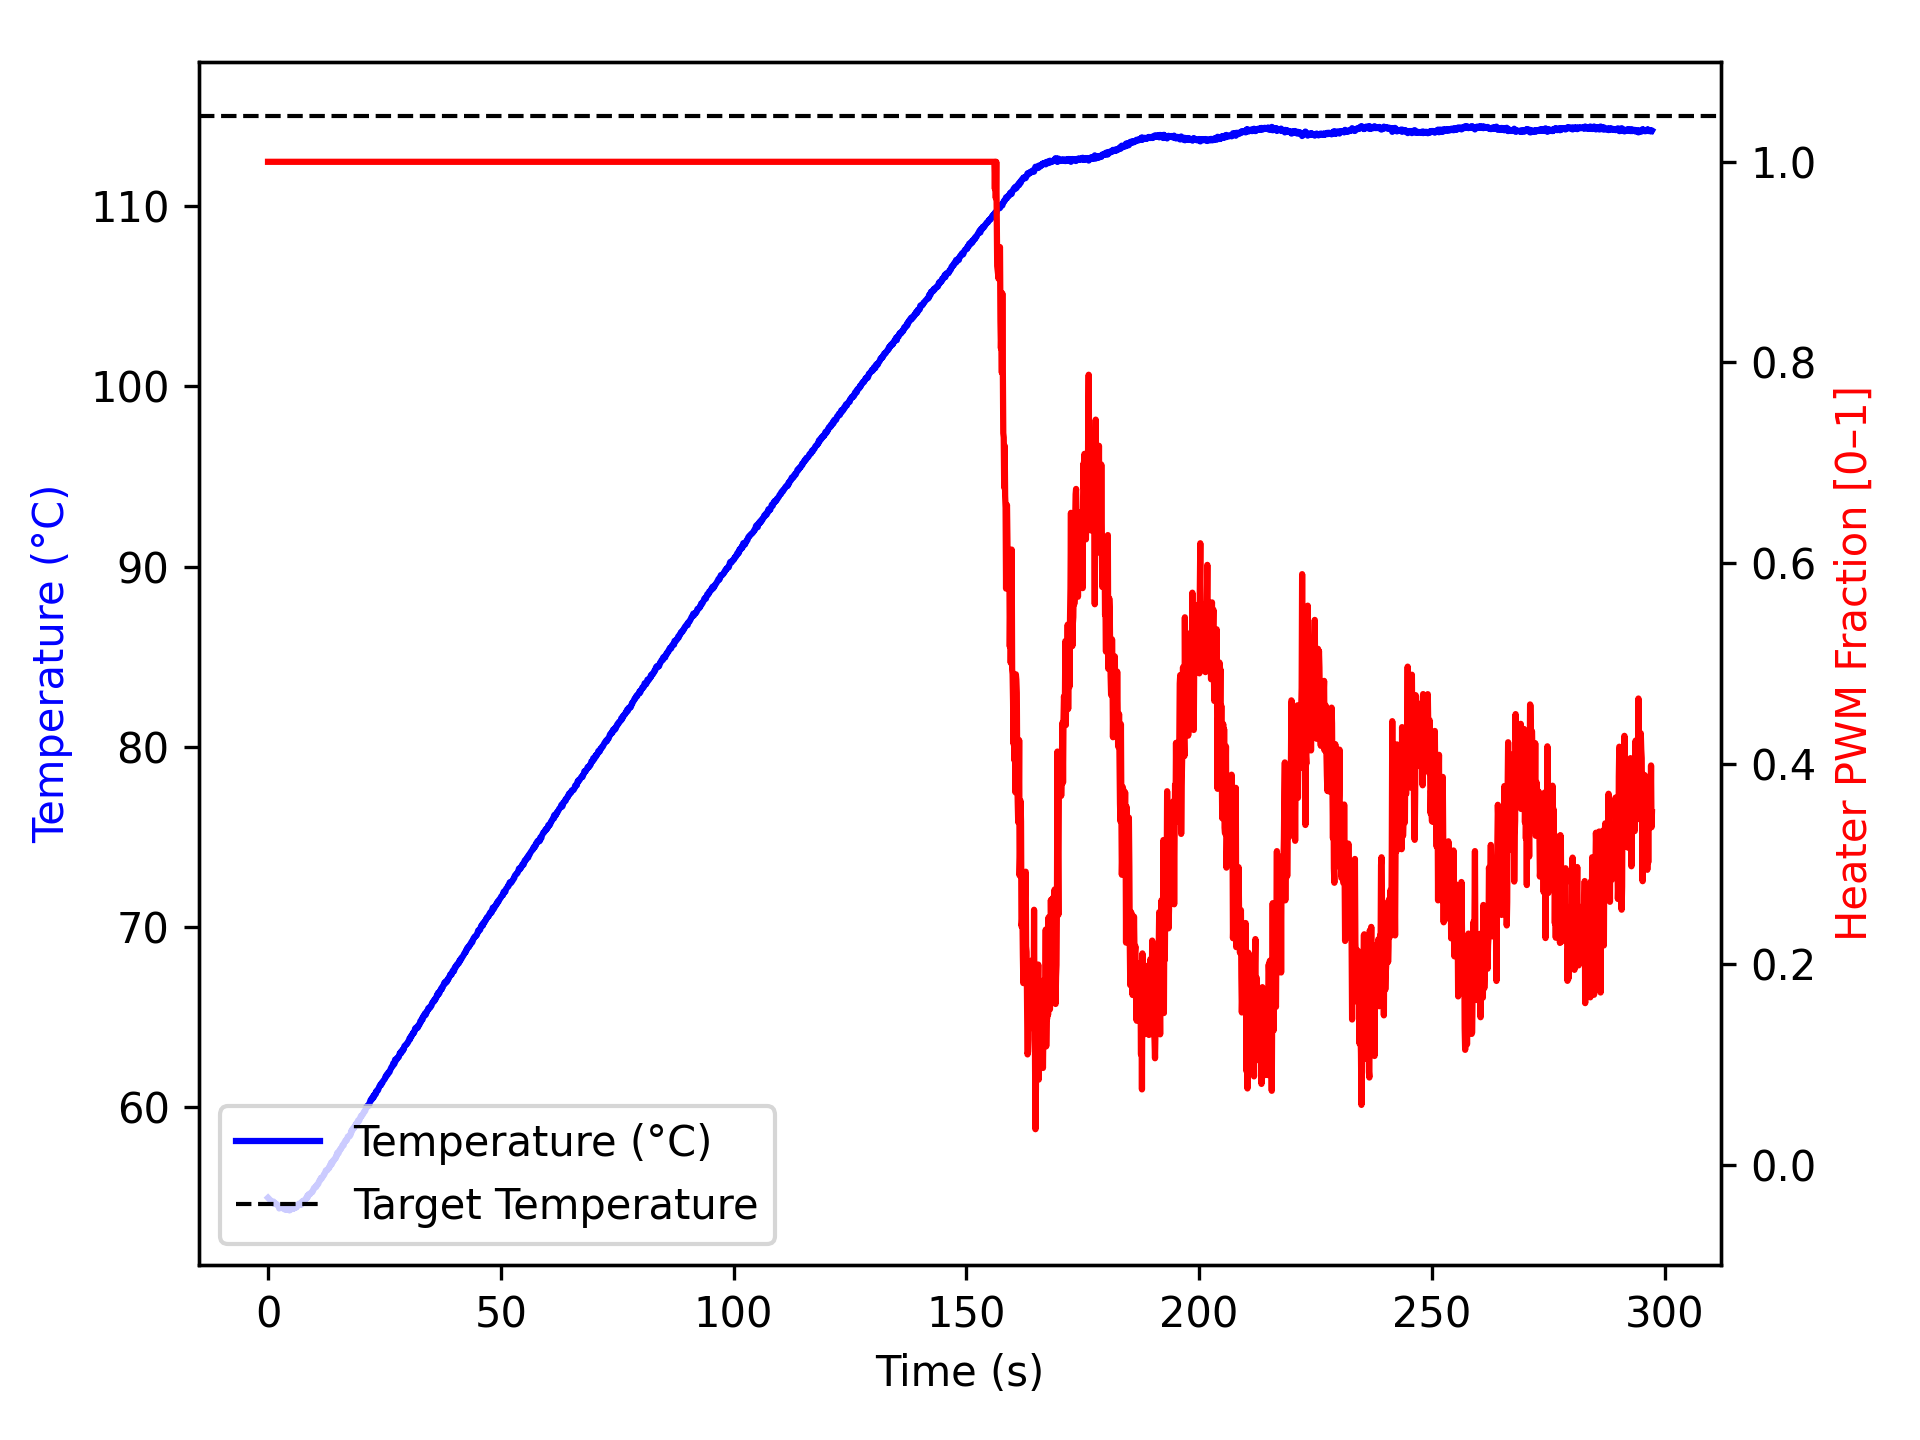 Temperature (°C)
110
100
90
80
70
60
1.0
0.8
0.6
0.4
0.2
0.0
Heater PWM Fraction [0–1]
Temperature (°C)
Target Temperature
0 50 100 150 200 250 300
Time (s)